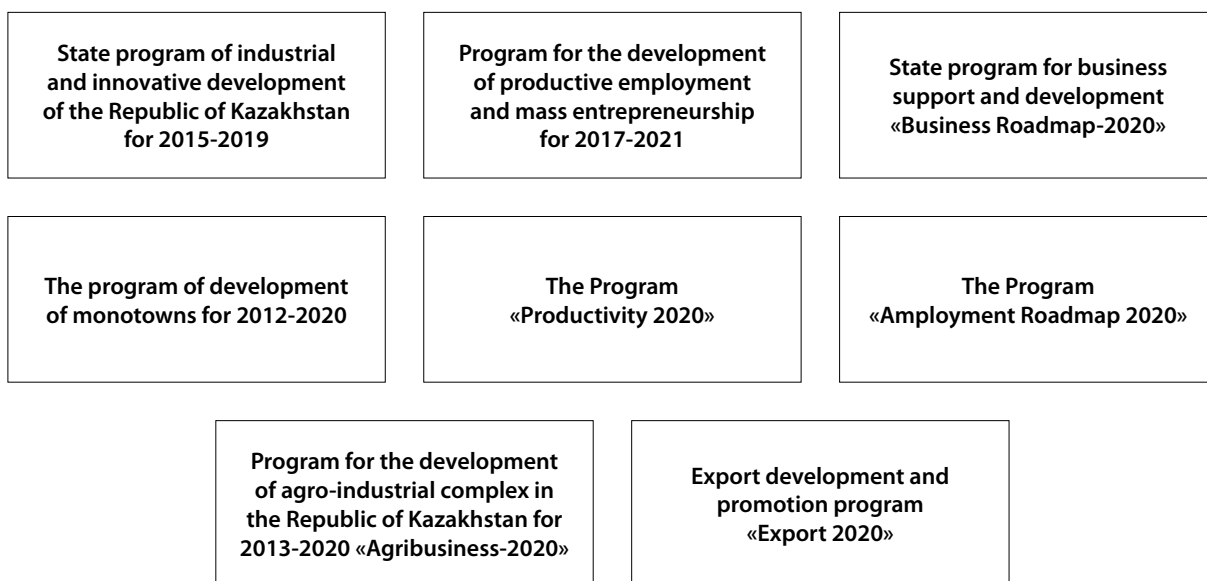 State program of industrial
and innovative development
of the Republic of Kazakhstan
for 2015-2019
Program for the development
of productive employment
and mass entrepreneurship
for 2017-2021
State program for business
support and development
«Business Roadmap-2020»
The program of development
of monotowns for 2012-2020
The Program
«Productivity 2020»
The Program
«Amployment Roadmap 2020»
Program for the development
of agro-industrial complex in
the Republic of Kazakhstan for
2013-2020 «Agribusiness-2020»
Export development and
promotion program
«Export 2020»